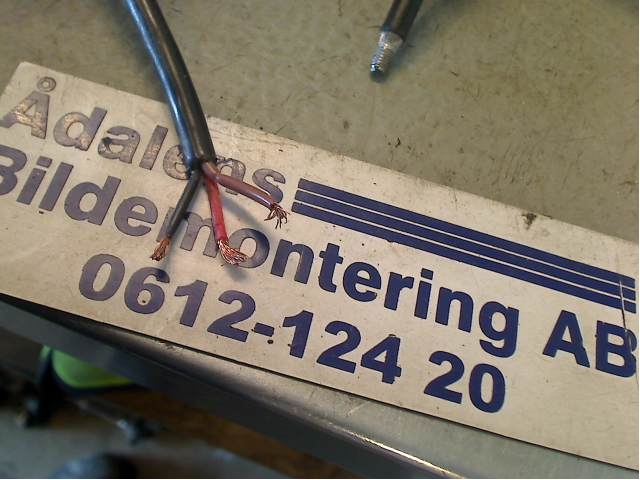 Ådalens
Bildemontering AB
0612-124 20